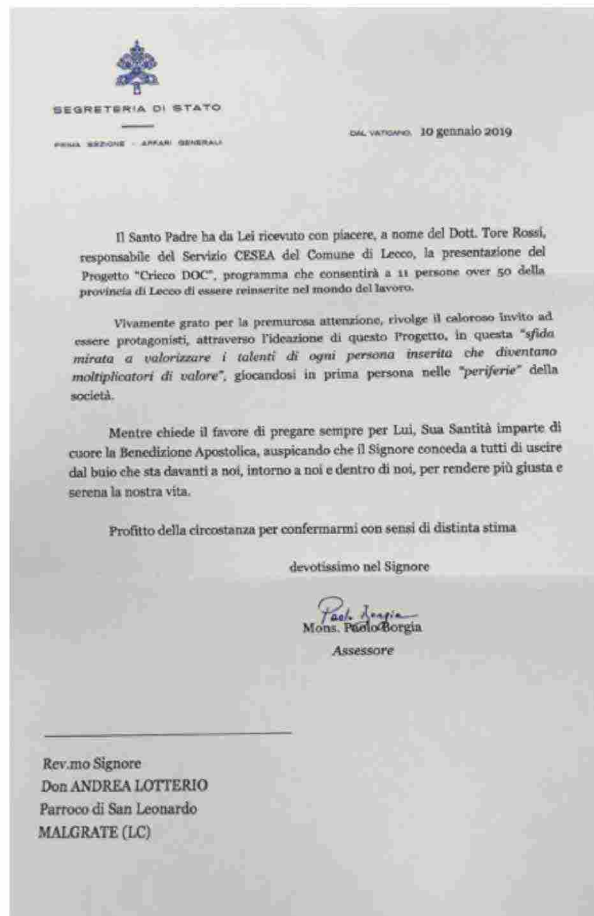 SEGRETERIA DI STATO
PRIMA SEZIONE - AFFARI GENERALI
DAL VATICANO, 10 gennaio 2019
Il Santo Padre ha da Lei ricevuto con piacere, a nome del Dott. Tore Rossi,
responsabile del Servizio CESEA del Comune di Lecco, la presentazione del
Progetto "Cricco DOC", programma che consentirà a 11 persone over 50 della
provincia di Lecco di essere reinserite nel mondo del lavoro.
Vivamente grato per la premurosa attenzione, rivolge il caloroso invito ad
essere protagonisti, attraverso l'ideazione di questo Progetto, in questa "sfida
mirata a valorizzare i talenti di ogni persona inserita che diventano
moltiplicatori di valore", giocandosi in prima persona nelle "periferie" della
società.
Mentre chiede il favore di pregare sempre per Lui, Sua Santità imparte di
cuore la Benedizione Apostolica, auspicando che il Signore conceda a tutti di uscire
dal buio che sta davanti a noi, intorno a noi e dentro di noi, per rendere più giusta e
serena la nostra vita.
Profitto della circostanza per confermarmi con sensi di distinta stima
devotissimo nel Signore
Paolo Borgia
Mons. Paolo Borgia
Assessore
Rev.mo Signore
Don ANDREA LOTTERIO
Parroco di San Leonardo
MALGRATE (LC)